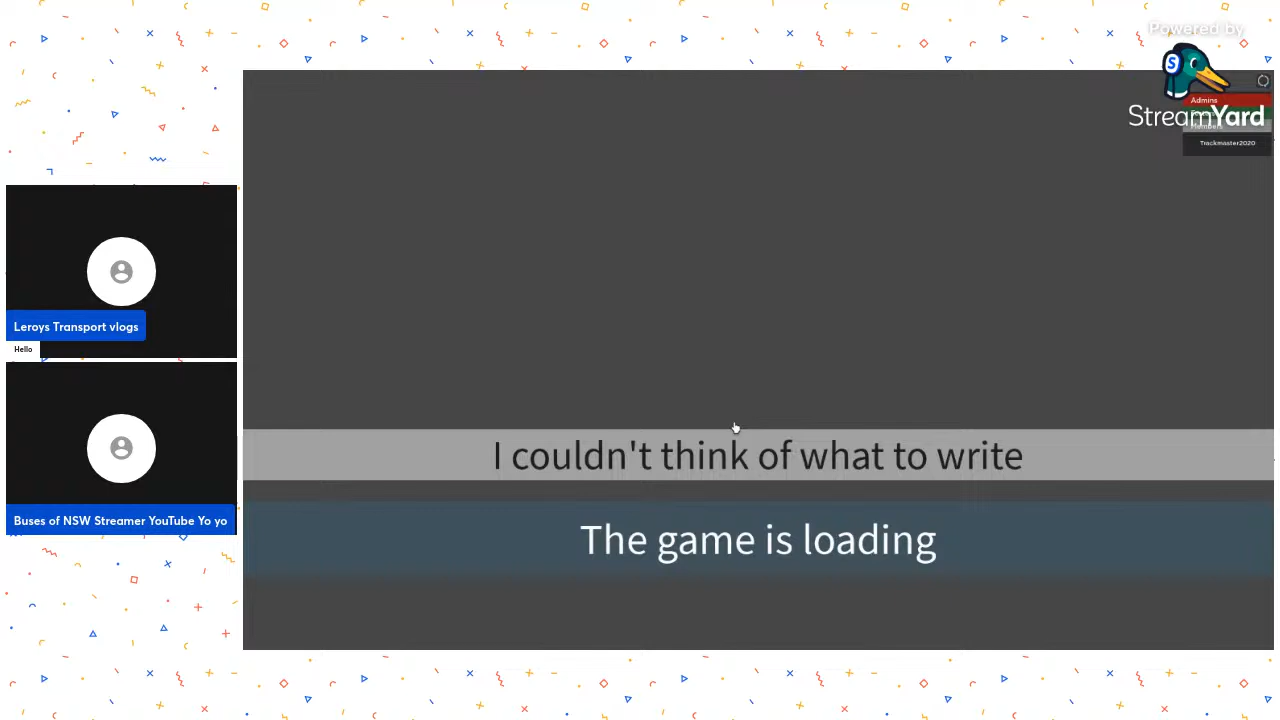 Powered by
StreamYard
S
Admins
Members
Trackmaster2020
Leroys Transport vlogs
Hello
Buses of NSW Streamer YouTube Yo yo
I couldn't think of what to write
The game is loading